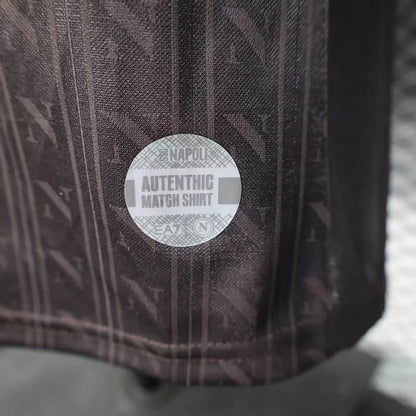 NAPOLI
AUTENTHIC
MATCH SHIRT
EA7 N